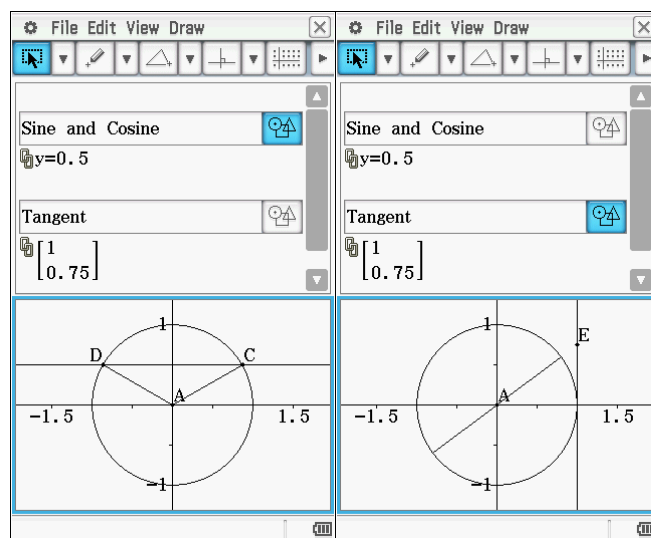 File Edit View Draw
Sine and Cosine
y=0.5
Tangent
[1
0.75]
1
D
C
A
-1.5
1.5
-1
File Edit View Draw
Sine and Cosine
y=0.5
Tangent
[1
0.75]
1
E
A
-1.5
1.5
-1